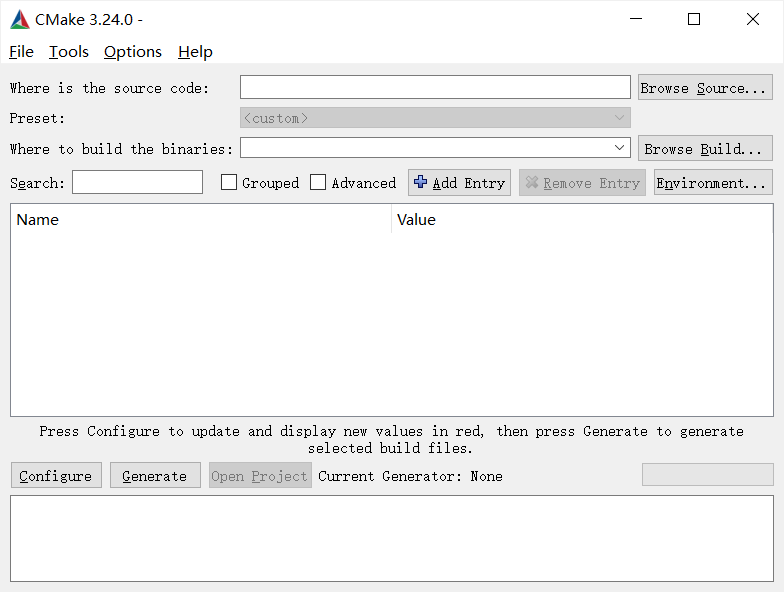 CMake 3.24.0 -
File Tools Options Help
Where is the source code: Browse Source...
Preset: <custom>
Where to build the binaries: Browse Build...
Search: Grouped Advanced Add Entry Remove Entry Environment...
Name Value
Press Configure to update and display new values in red, then press Generate to generate
selected build files.
Configure Generate Open Project Current Generator: None